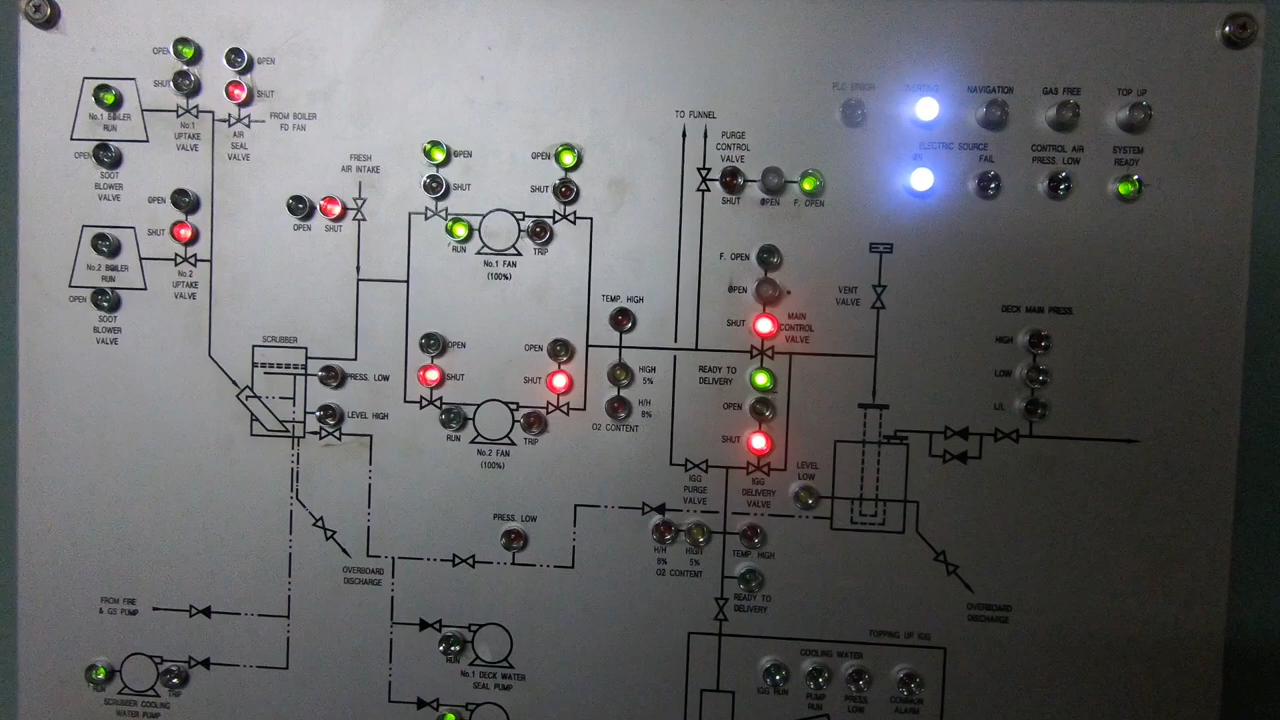 OPEN
SHUT
No.1 BOILER
RUN
No.1
UPTAKE
VALVE
OPEN
SHUT
AIR
SEAL
VALVE
FROM BOILER
FD FAN
OPEN
SOOT
BLOWER
VALVE
OPEN
SHUT
No.2 BOILER
RUN
No.2
UPTAKE
VALVE
OPEN
SOOT
BLOWER
VALVE
FRESH
AIR INTAKE
OPEN
SHUT
OPEN
SHUT
OPEN
SHUT
RUN
TRIP
No.1 FAN
(100%)
OPEN
SHUT
OPEN
SHUT
RUN
TRIP
No.2 FAN
(100%)
SCRUBBER
PRESS. LOW
LEVEL HIGH
TEMP. HIGH
HIGH
5%
H/H
8%
O2 CONTENT
TO FUNNEL
PURGE
CONTROL
VALVE
SHUT
OPEN
F. OPEN
F. OPEN
OPEN
SHUT
MAIN
CONTROL
VALVE
READY TO
DELIVERY
OPEN
SHUT
IGG
PURGE
VALVE
IGG
DELIVERY
VALVE
PLC ERROR
INERTING
NAVIGATION
GAS FREE
TOP UP
ELECTRIC SOURCE
ON
FAIL
CONTROL AIR
PRESS. LOW
SYSTEM
READY
VENT
VALVE
DECK MAIN PRESS.
HIGH
LOW
L/L
LEVEL
LOW
PRESS. LOW
H/H
8%
HIGH
5%
O2 CONTENT
TEMP. HIGH
READY TO
DELIVERY
OVERBOARD
DISCHARGE
OVERBOARD
DISCHARGE
FROM FIRE
& GS PUMP
RUN
TRIP
SCRUBBER COOLING
WATER PUMP
RUN
No.1 DECK WATER
SEAL PUMP
TOPPING UP IGG
COOLING WATER
IGG RUN
PUMP
RUN
PRESS
LOW
COMMON
ALARM